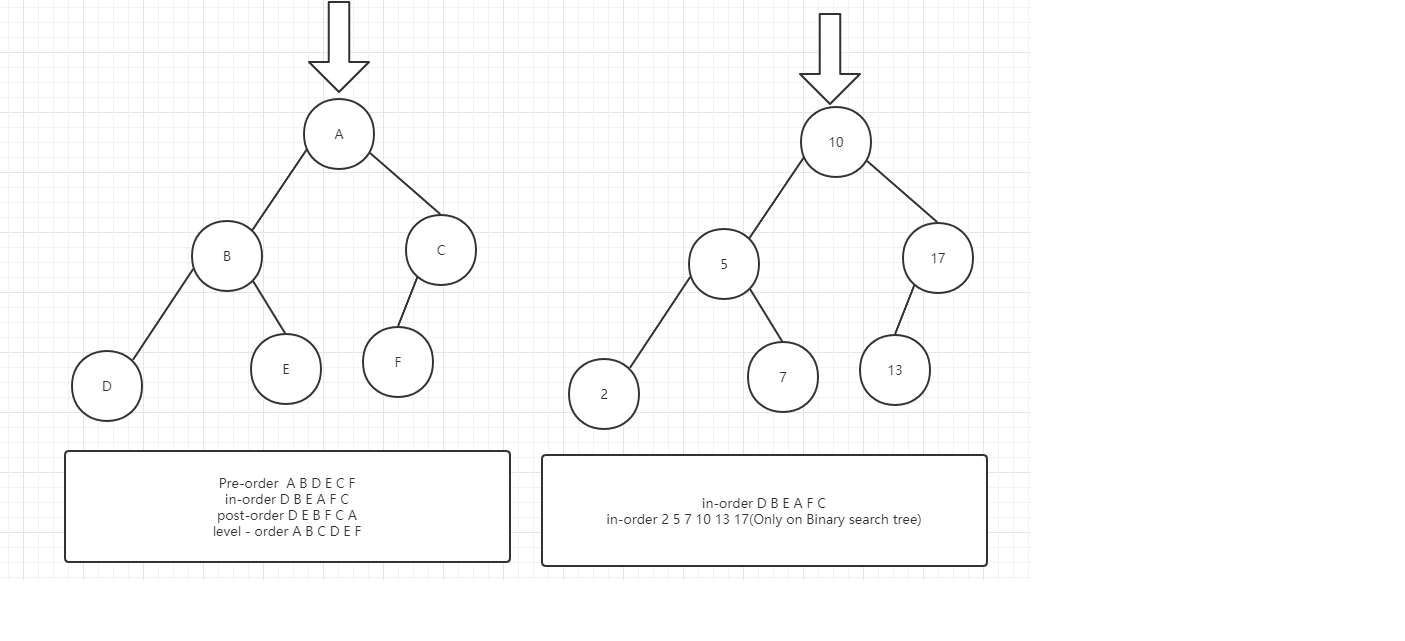 A
B
C
D
E
F
Pre-order  A B D E C F
in-order D B E A F C
post-order D E B F C A
level - order A B C D E F
10
5
17
2
7
13
in-order D B E A F C
in-order 2 5 7 10 13 17(Only on Binary search tree)